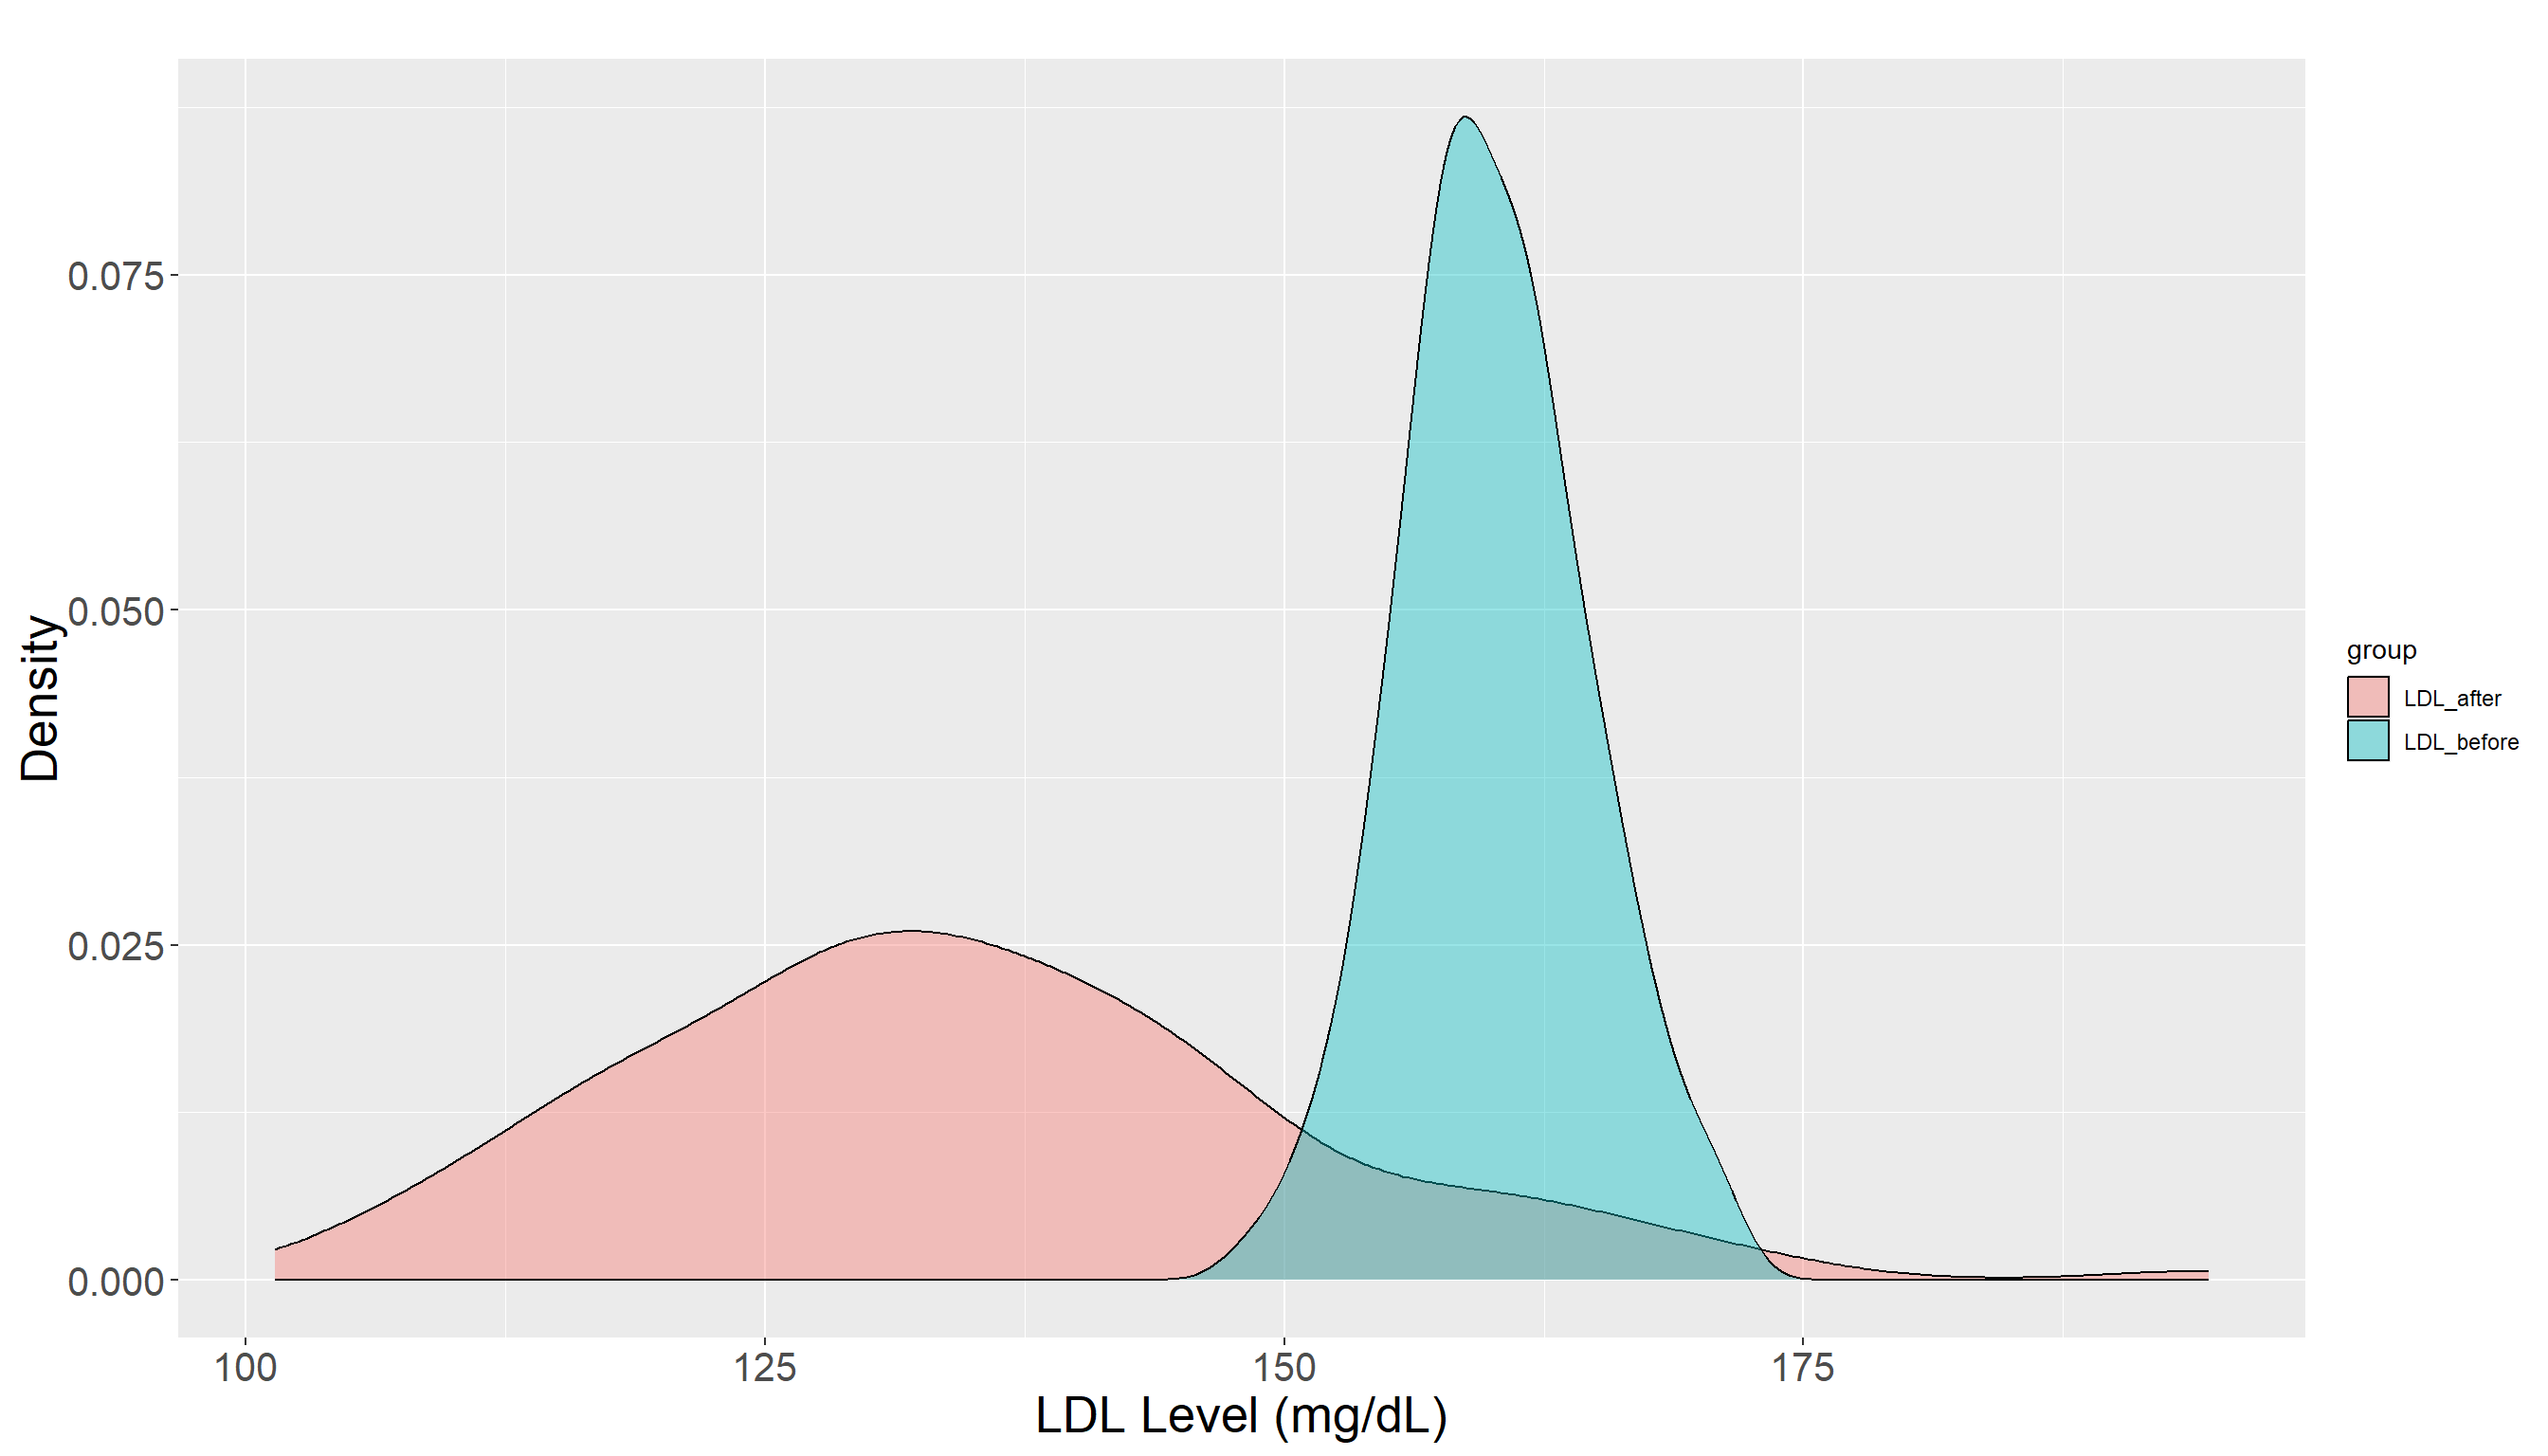 0.075
0.050
0.025
0.000
Density
100 125 150 175
LDL Level (mg/dL)
group
LDL_after
LDL_before